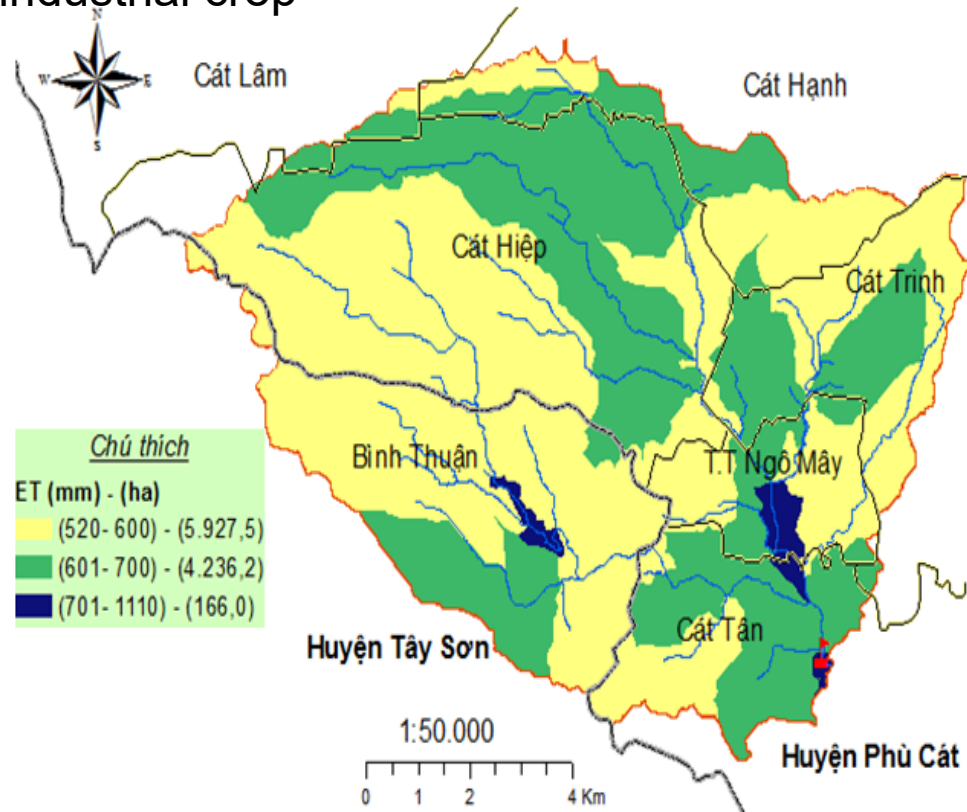 industrial crop
N
W E
S
Cát Lâm
Cát Hạnh
Cát Hiệp
Cát Trinh
Bình Thuận
T.T Ngô Mây
Chú thích
ET (mm) - (ha)
(520- 600) - (5.927,5)
(601- 700) - (4.236,2)
(701- 1110) - (166,0)
Cát Tân
Huyện Tây Sơn
1:50.000
Huyện Phù Cát
0 1 2 4 Km